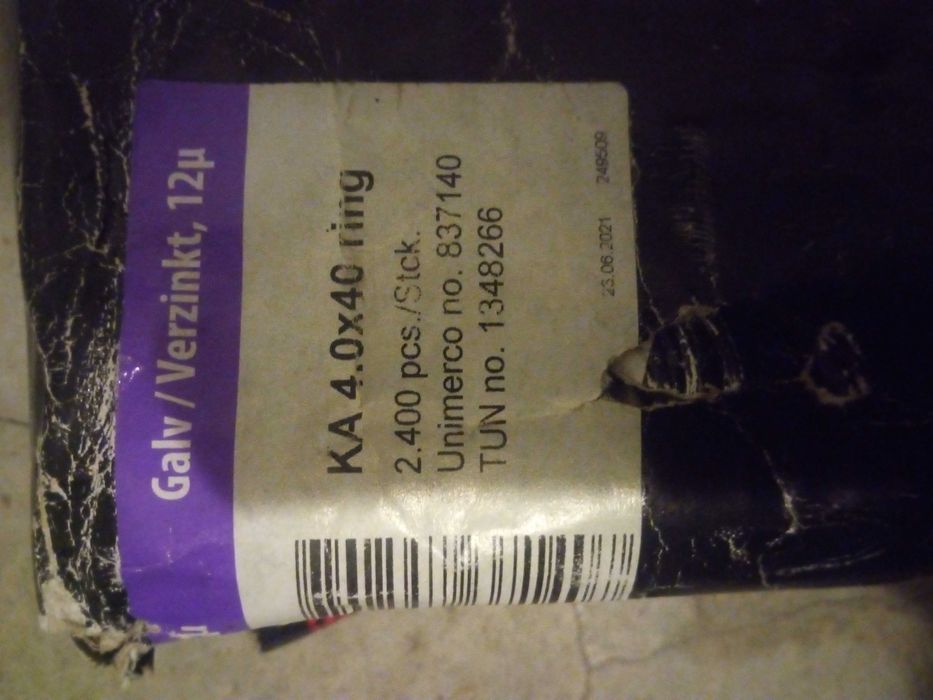 Galv / Verzinkt, 12µ
KA 4.0x40 ring
2.400 pcs./Stck.
Unimerco no. 837140
TUN no. 1348266
23.06.2021 249509